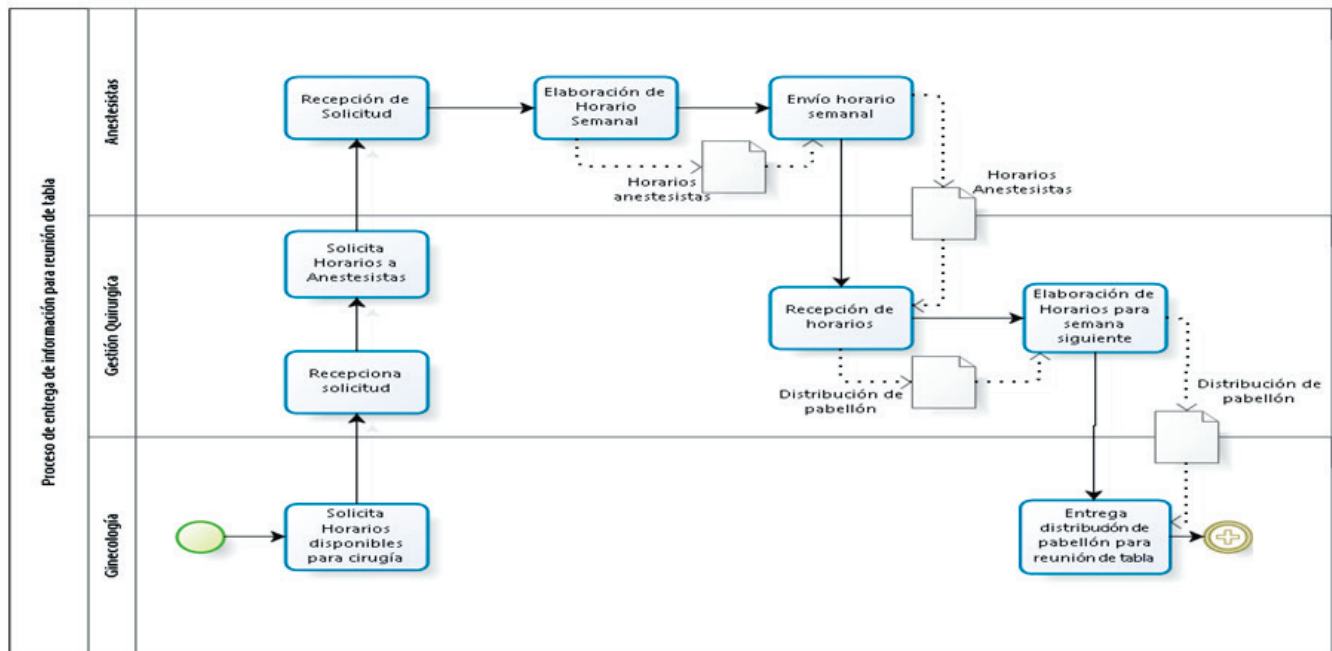 Proceso de entrega de información para reunión de tabla
Anestesistas
Recepción de
Solicitud
Elaboración de
Horario
Semanal
Envío horario
semanal
Horarios
anestesistas
Horarios
Anestesistas
Gestión Quirurgíca
Solicita
Horarios a
Anestesistas
Recepciona
solicitud
Recepción de
horarios
Elaboración de
Horarios para
semana
siguiente
Distribución de
pabellón
Distribución de
pabellón
Ginecología
Solicita
Horarios
disponibles
para cirugía
Entrega
distribución de
pabellón para
reunión de tabla